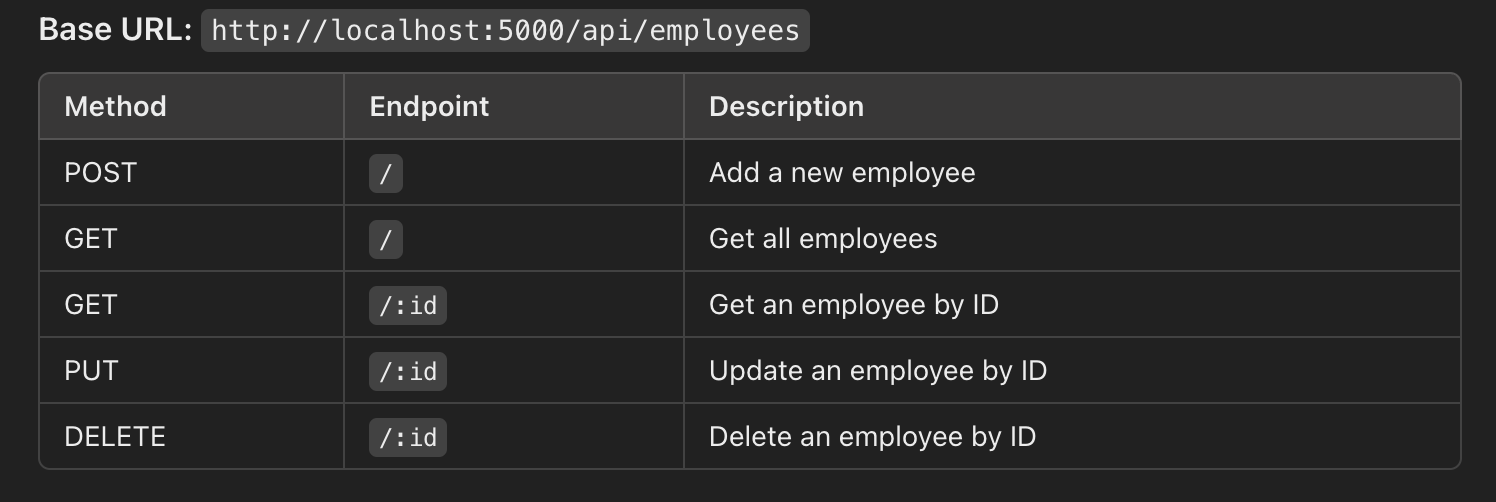 Base URL: http://localhost:5000/api/employees
Method Endpoint Description
POST / Add a new employee
GET / Get all employees
GET /:id Get an employee by ID
PUT /:id Update an employee by ID
DELETE /:id Delete an employee by ID